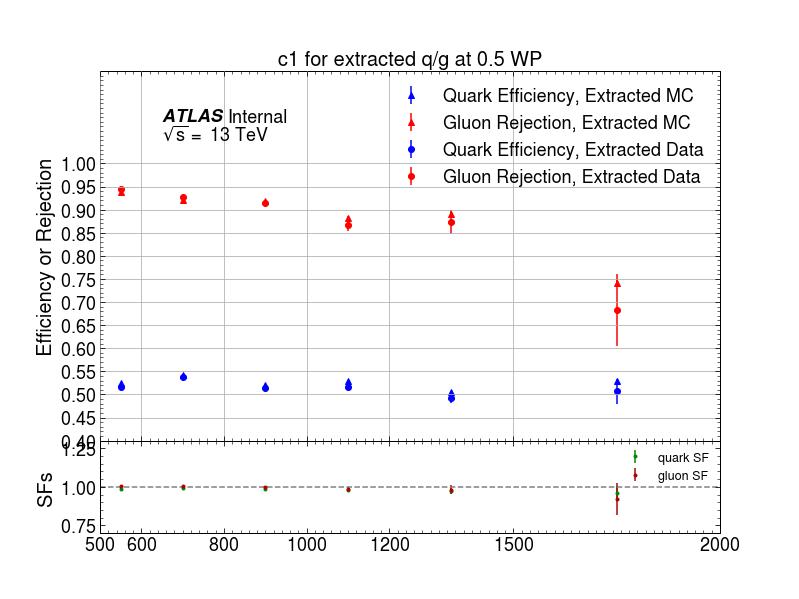 c1 for extracted q/g at 0.5 WP
ATLAS Internal
√s = 13 TeV
Quark Efficiency, Extracted MC
Gluon Rejection, Extracted MC
Quark Efficiency, Extracted Data
Gluon Rejection, Extracted Data
Efficiency or Rejection
1.00
0.95
0.90
0.85
0.80
0.75
0.70
0.65
0.60
0.55
0.50
0.45
0.40
SFs
1.25
1.00
0.75
quark SF
gluon SF
500 600 800 1000 1200 1500 2000